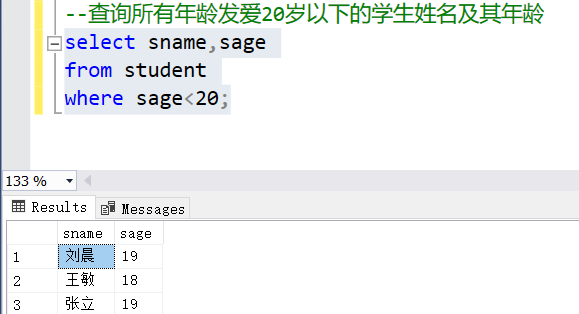 --查询所有年龄发爱20岁以下的学生姓名及其年龄
select sname,sage
from student
where sage<20;
133 %
Results Messages
sname sage
1 刘晨 19
2 王敏 18
3 张立 19